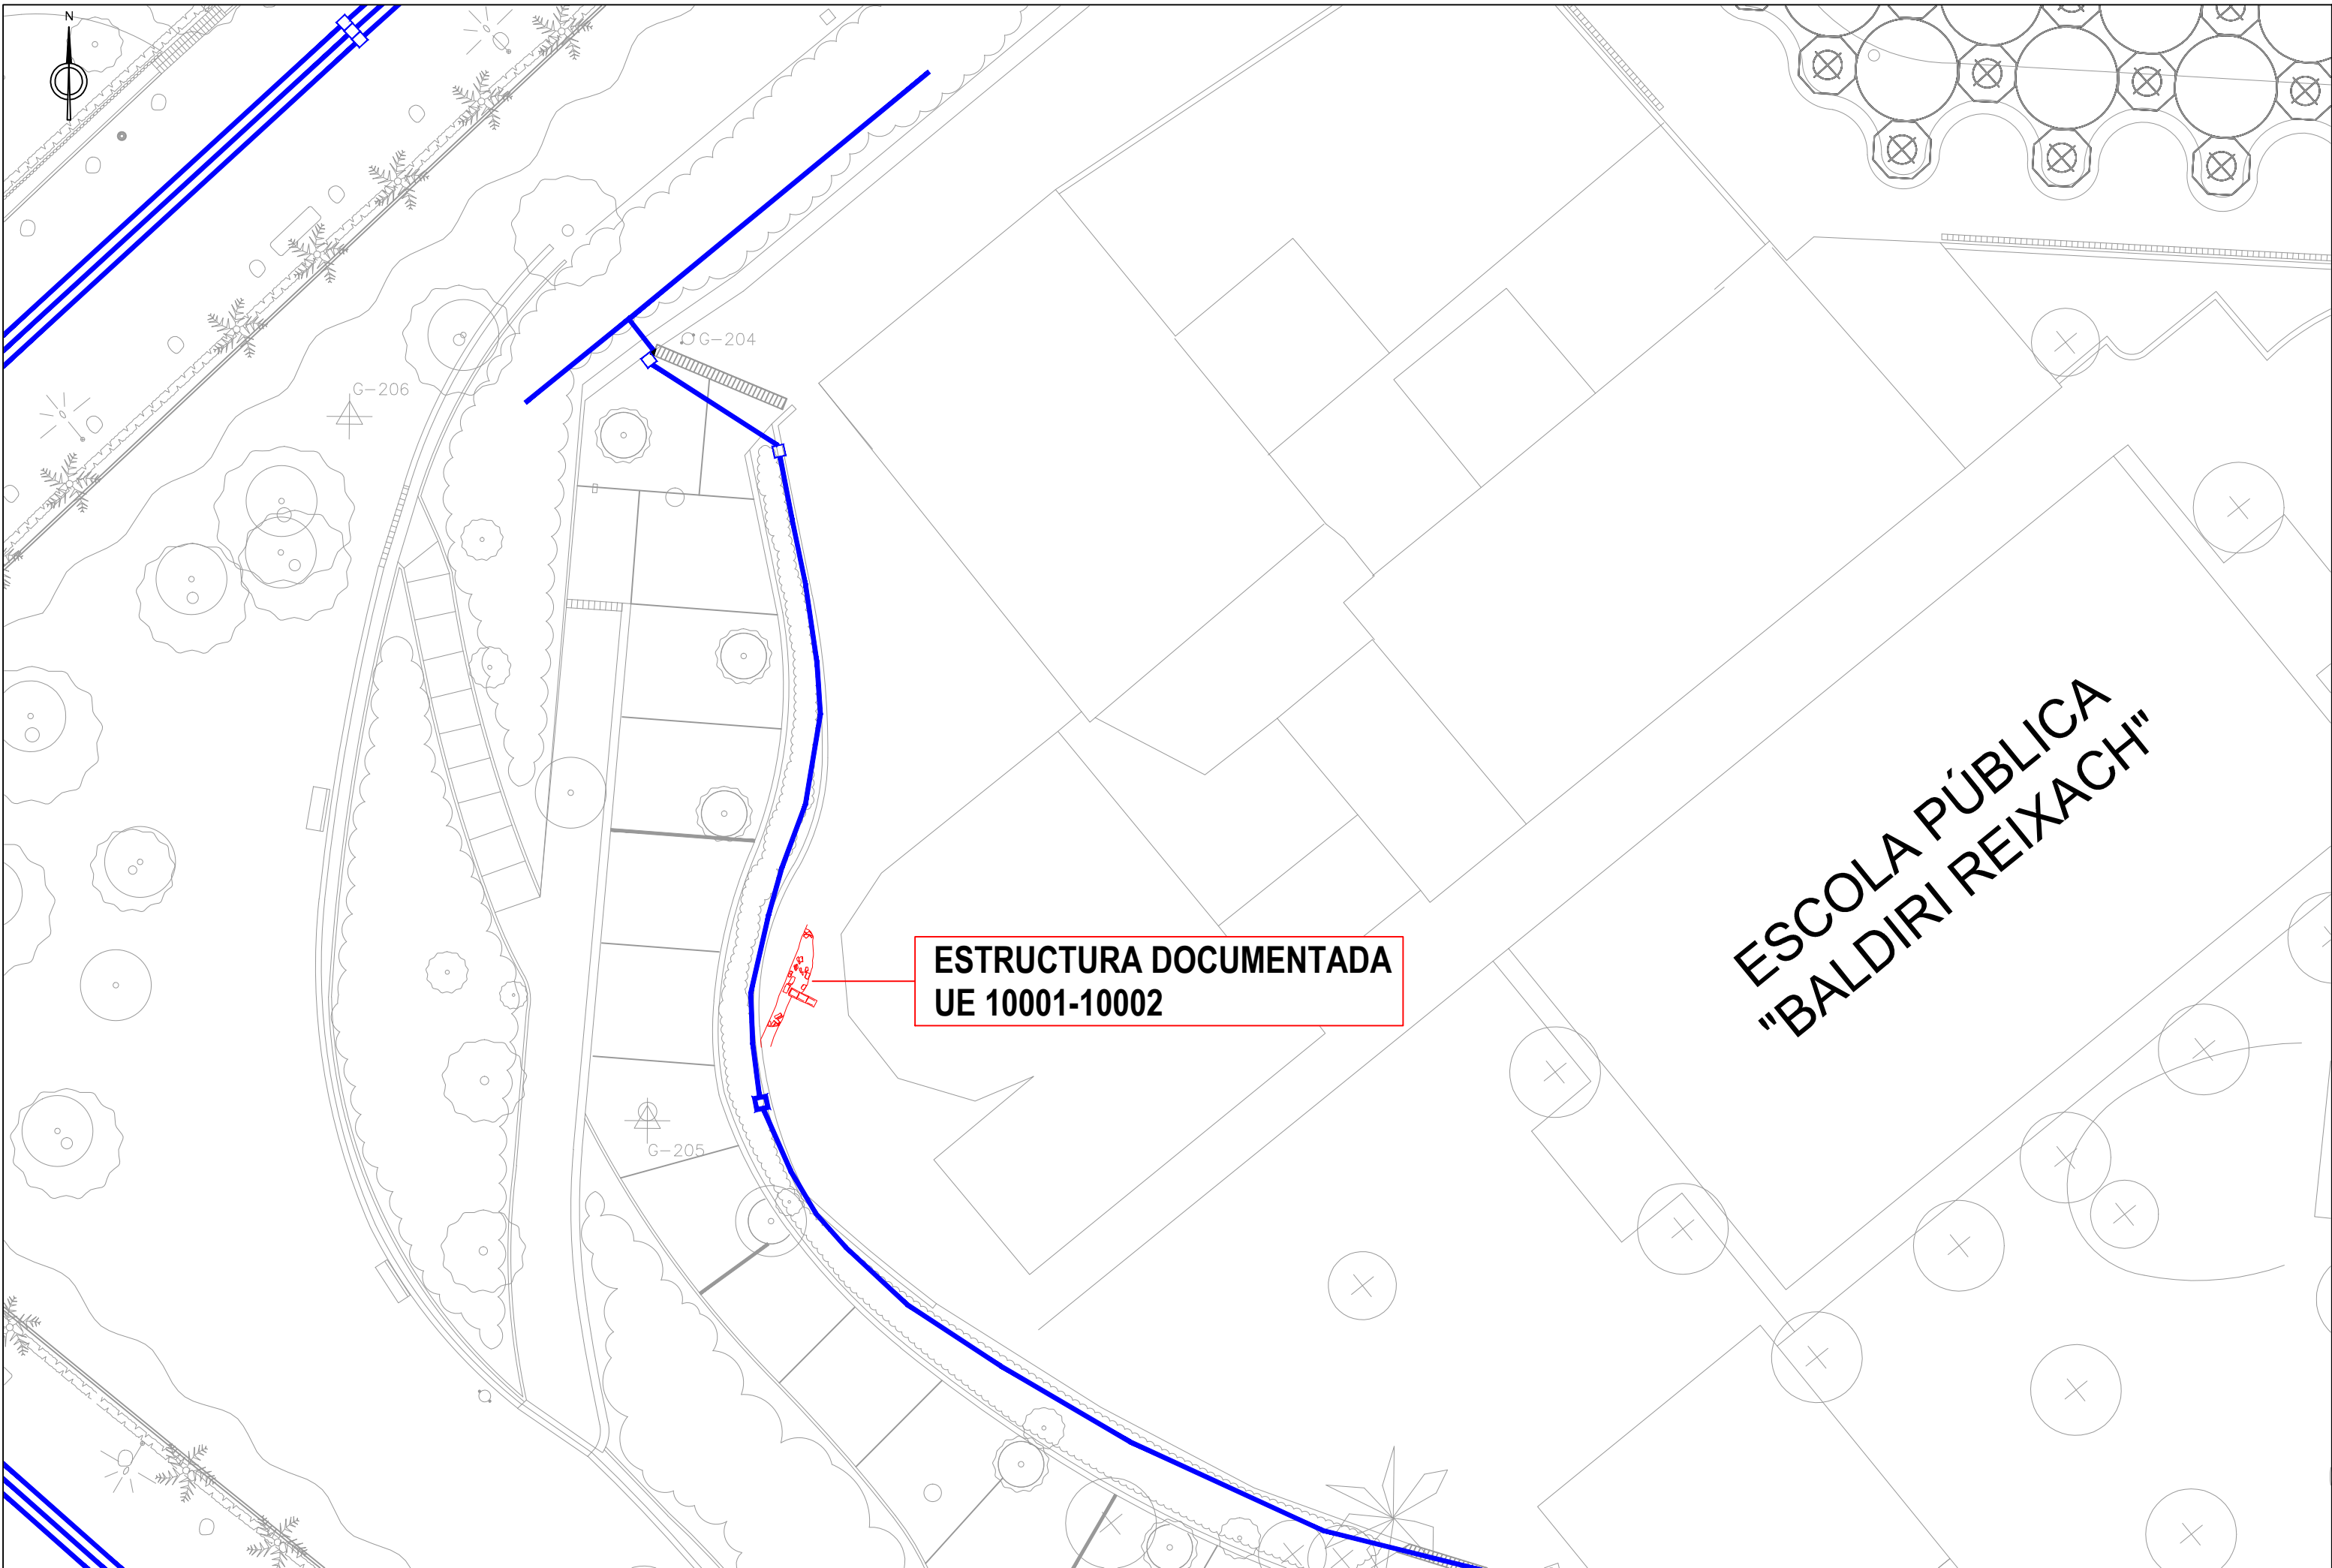 N
G-204
G-206
ESCOLA PÚBLICA
"BALDIRI REIXACH"
ESTRUCTURA DOCUMENTADA
UE 10001-10002
G-205